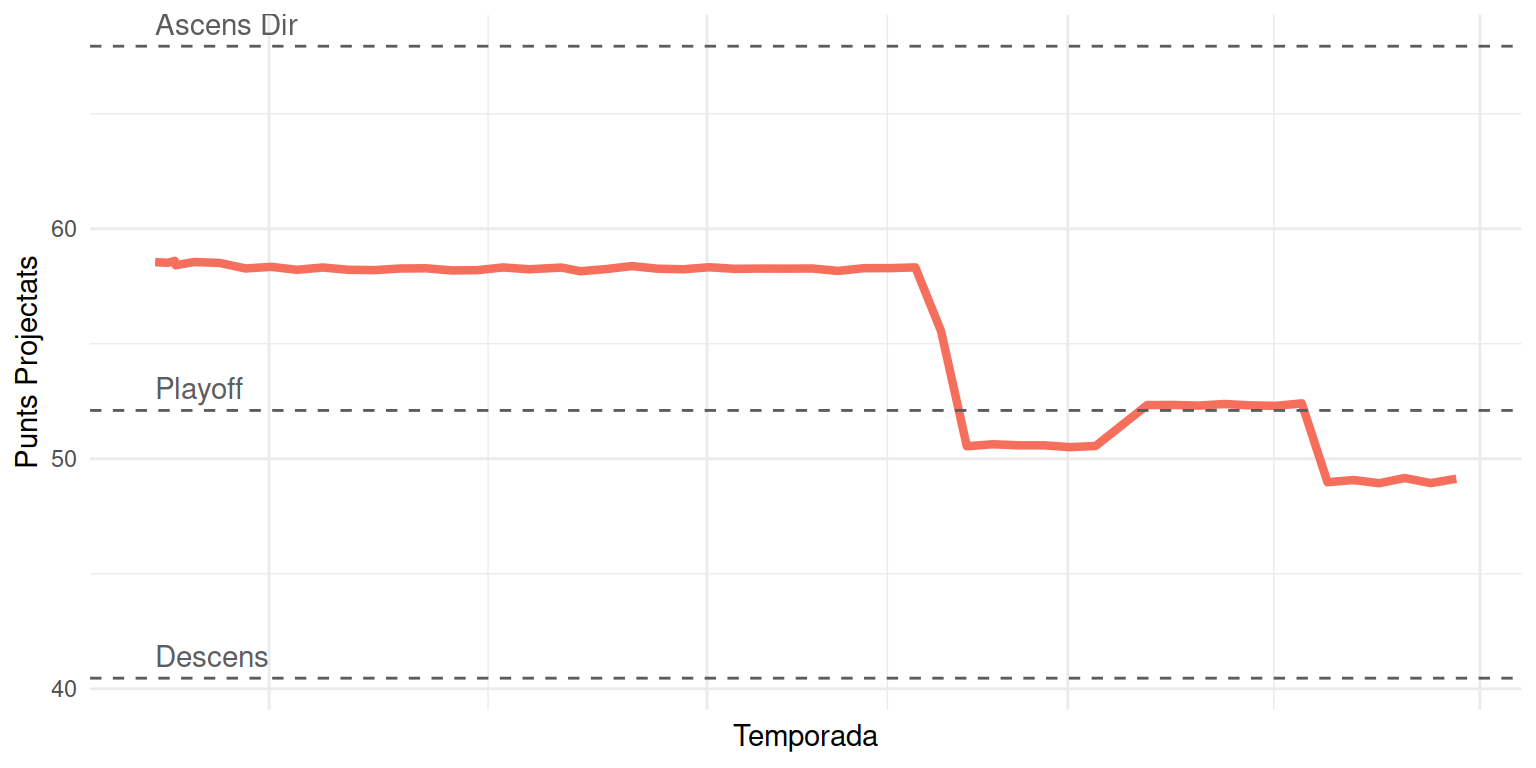 Ascens Dir
60
Playoff
50
Descens
40
Punts Projectats
Temporada